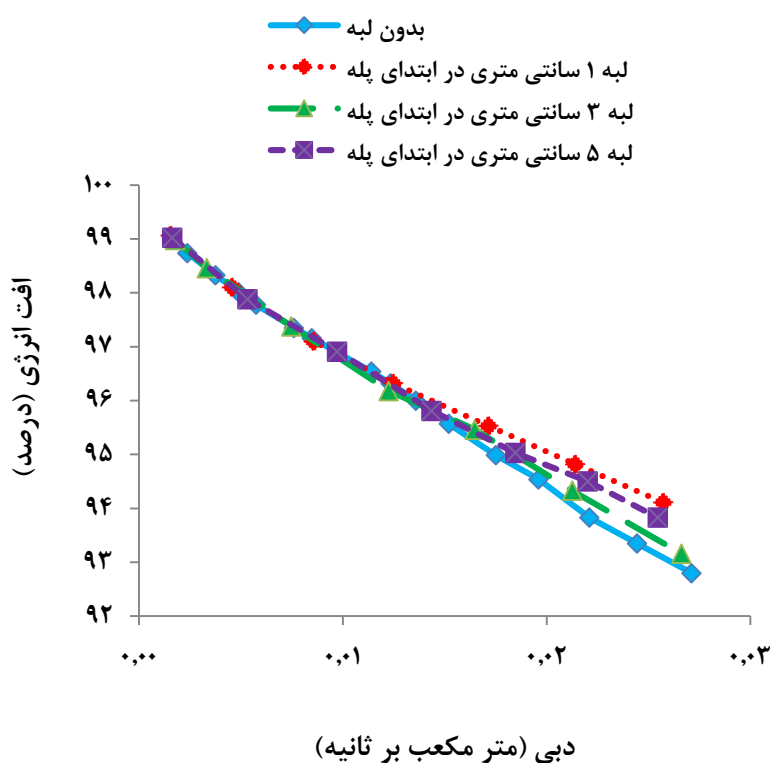 بدون لبه
لبه ۱ سانتی متری در ابتدای پله
لبه ۳ سانتی متری در ابتدای پله
لبه ۵ سانتی متری در ابتدای پله
۱۰۰
۹۹
۹۸
۹۷
۹۶
۹۵
۹۴
۹۳
۹۲
افت انرژی (درصد)
۰,۰۰
۰,۰۱
۰,۰۲
۰,۰۳
دبی (متر مکعب بر ثانیه)